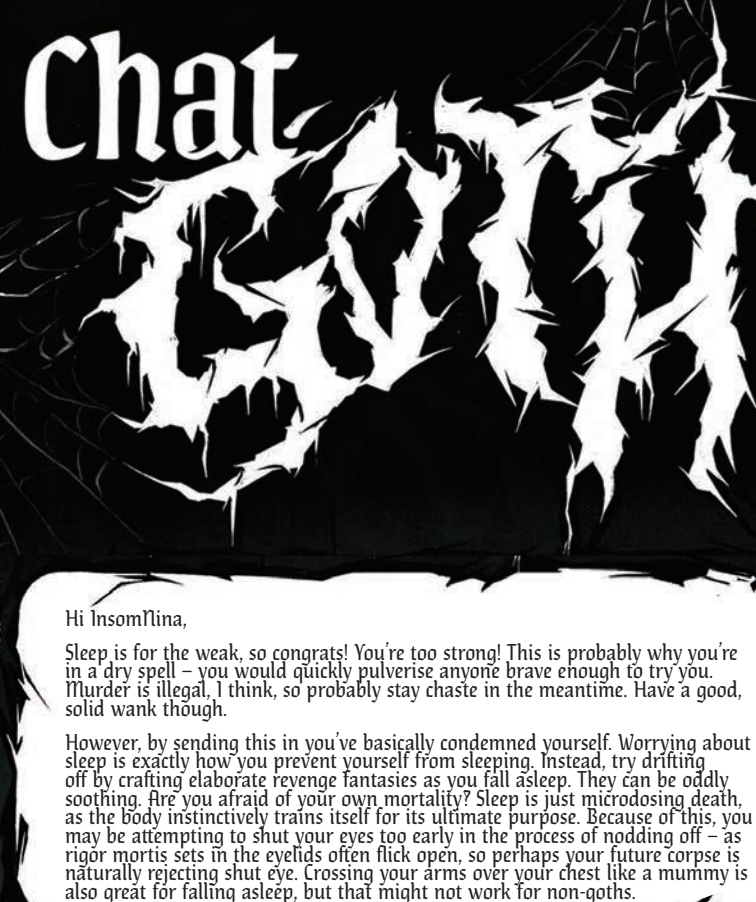 Chat
GOTH
Hi InsomNina,
Sleep is for the weak, so congrats! You're too strong! This is probably why you're
in a dry spell – you would quickly pulverise anyone brave enough to try you.
Murder is illegal, I think, so probably stay chaste in the meantime. Have a good,
solid wank though.
However, by sending this in you've basically condemned yourself. Worrying about
sleep is exactly how you prevent yourself from sleeping. Instead, try drifting
off by crafting elaborate revenge fantasies as you fall asleep. They can be oddly
soothing. Are you afraid of your own mortality? Sleep is just microdosing death,
as the body instinctively trains itself for its ultimate purpose. Because of this, you
may be attempting to shut your eyes too early in the process of nodding off – as
rigor mortis sets in the eyelids often flick open, so perhaps your future corpse is
naturally rejecting shut eye. Crossing your arms over your chest like a mummy is
also great for falling asleep, but that might not work for non-goths.